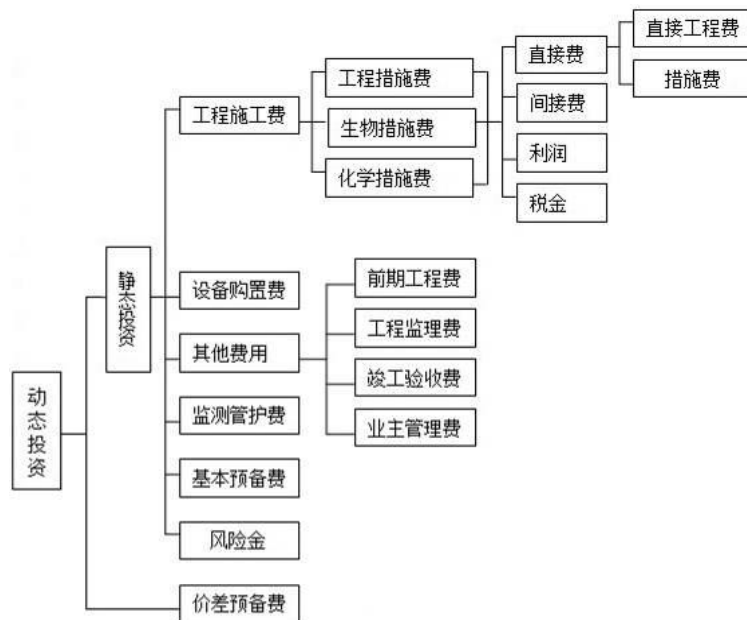 直接工程费
直接费
措施费
工程措施费
间接费
工程施工费
生物措施费
利润
化学措施费
税金
静态投资
设备购置费
前期工程费
其他费用
工程监理费
动态投资
监测管护费
竣工验收费
业主管理费
基本预备费
风险金
价差预备费